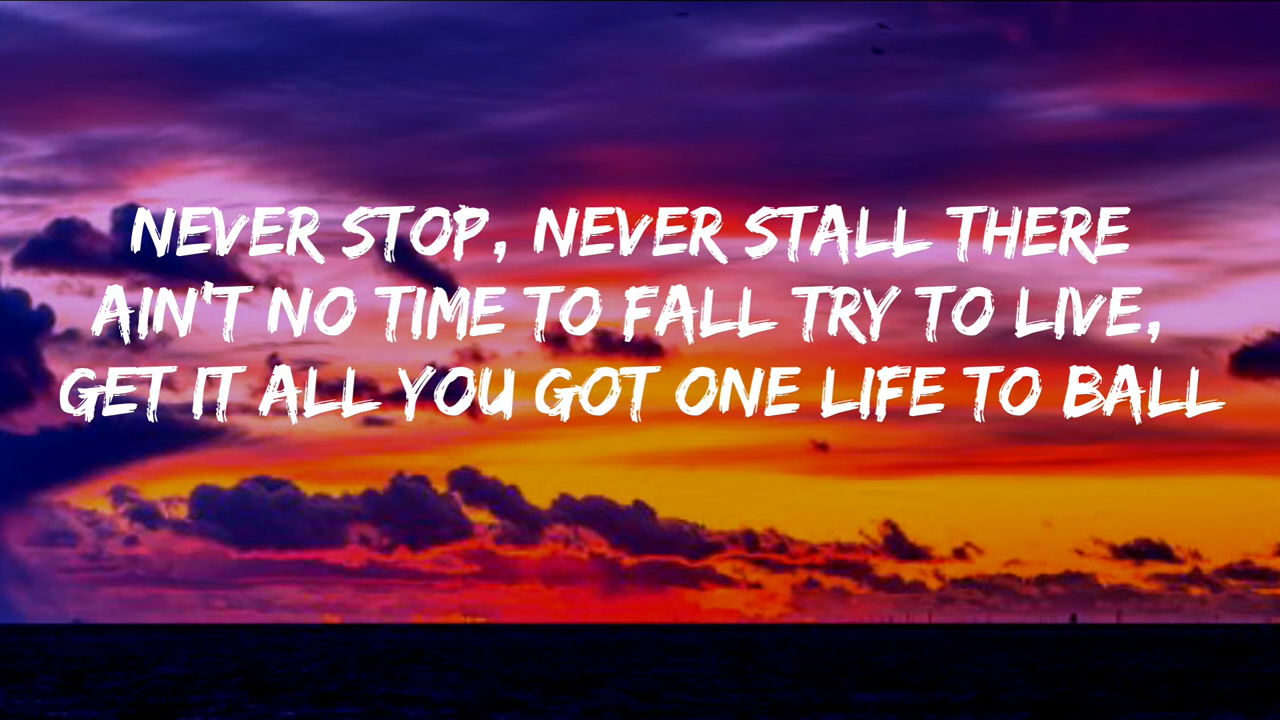 NEVER STOP, NEVER STALL THERE
AIN'T NO TIME TO FALL TRY TO LIVE,
GET IT ALL YOU GOT ONE LIFE TO BALL